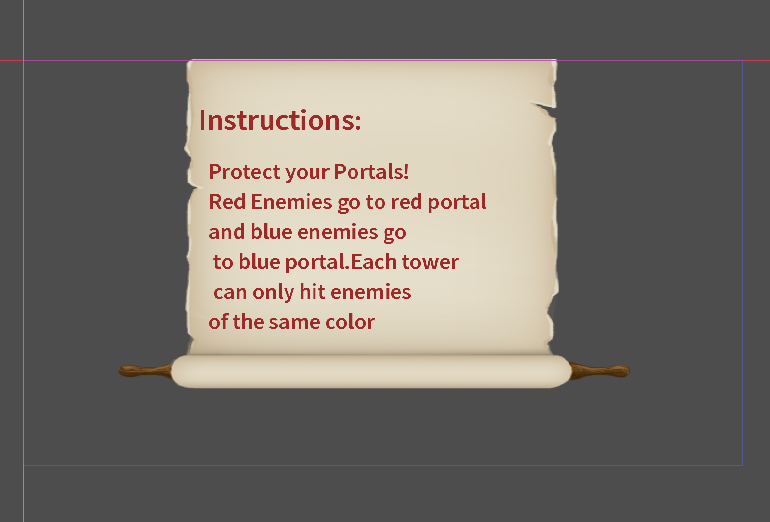 Instructions:
Protect your Portals!
Red Enemies go to red portal
and blue enemies go
to blue portal.Each tower
can only hit enemies
of the same color